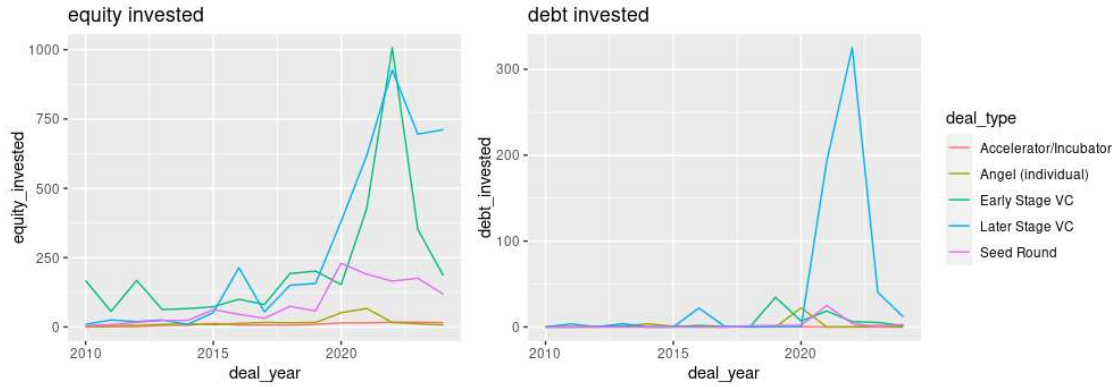 equity invested
1000
750
500
250
0
equity_invested
2010
2015
2020
deal_year
debt invested
300
200
100
0
debt_invested
2010
2015
2020
deal_year
deal_type
Accelerator/Incubator
Angel (individual)
Early Stage VC
Later Stage VC
Seed Round